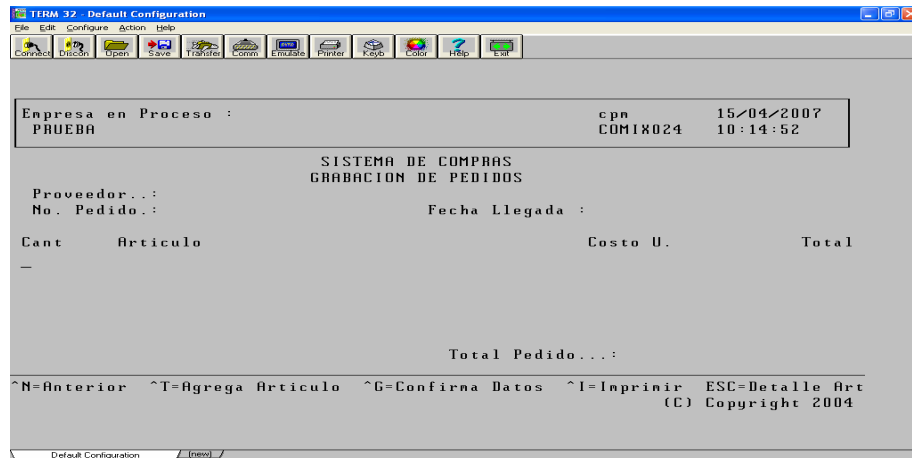 TERM 32 - Default Configuration
File Edit Configure Action Help
Connect Discon Open Save Transfer Comm Emulate Printer Keyb Color Help Exit
Empresa en Proceso : cpm 15/04/2007
PRUEBA COMIX024 10:14:52
SISTEMA DE COMPRAS
GRABACION DE PEDIDOS
Proveedor..:
No. Pedido.: Fecha Llegada :
Cant Articulo Costo U. Total
_
Total Pedido...:
^N=Anterior ^T=Agrega Articulo ^G=Confirma Datos ^I=Imprimir ESC=Detalle Art
(C) Copyright 2004
Default Configuration (new)